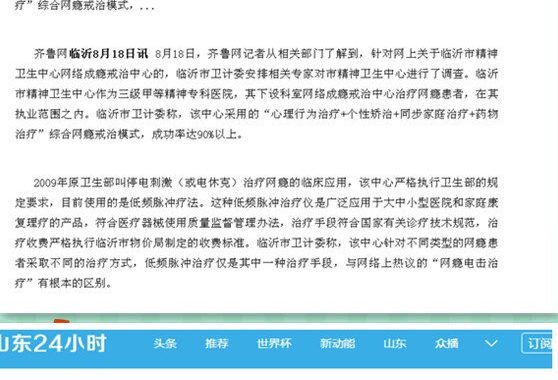 疗”综合网瘾戒治模式，...
齐鲁网临沂8月18日讯 8月18日，齐鲁网记者从相关部门了解到，针对网上关于临沂市精神
卫生中心网络成瘾戒治中心的，临沂市卫计委安排相关专家对市精神卫生中心进行了调查。临沂
市精神卫生中心作为三级甲等精神专科医院，其下设科室网络成瘾戒治中心治疗网瘾患者，在其
执业范围之内。临沂市卫计委称，该中心采用的“心理行为治疗+个性矫治+同步家庭治疗+药物
治疗”综合网瘾戒治模式，成功率达90%以上。
2009年原卫生部叫停电刺激（或电休克）治疗网瘾的临床应用，该中心严格执行卫生部的规
定要求，目前使用的是低频脉冲疗法。这种低频脉冲治疗仪是广泛应用于大中小型医院和家庭康
复理疗的产品，符合医疗器械使用质量监督管理办法，治疗手段符合国家有关诊疗技术规范，治
疗收费严格执行临沂市物价局制定的收费标准。临沂市卫计委称，该中心针对不同类型的网瘾患
者采取不同的治疗方式，低频脉冲治疗仅是其中一种治疗手段，与网络上热议的“网瘾电击治
疗”有根本的区别。
山东24小时 头条 推荐 世界杯 新动能 山东 众播 订阅